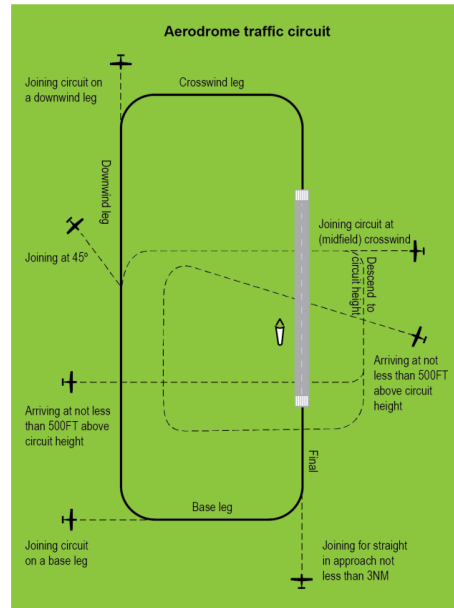 Aerodrome traffic circuit
Joining circuit on
a downwind leg
Crosswind leg
Downwind leg
Joining at 45º
Joining circuit at
(midfield) crosswind
Descend to
circuit height
Arriving at not
less than 500FT
above circuit
height
Arriving at not less
than 500FT above
circuit height
Final
Base leg
Joining circuit
on a base leg
Joining for straight
in approach not
less than 3NM